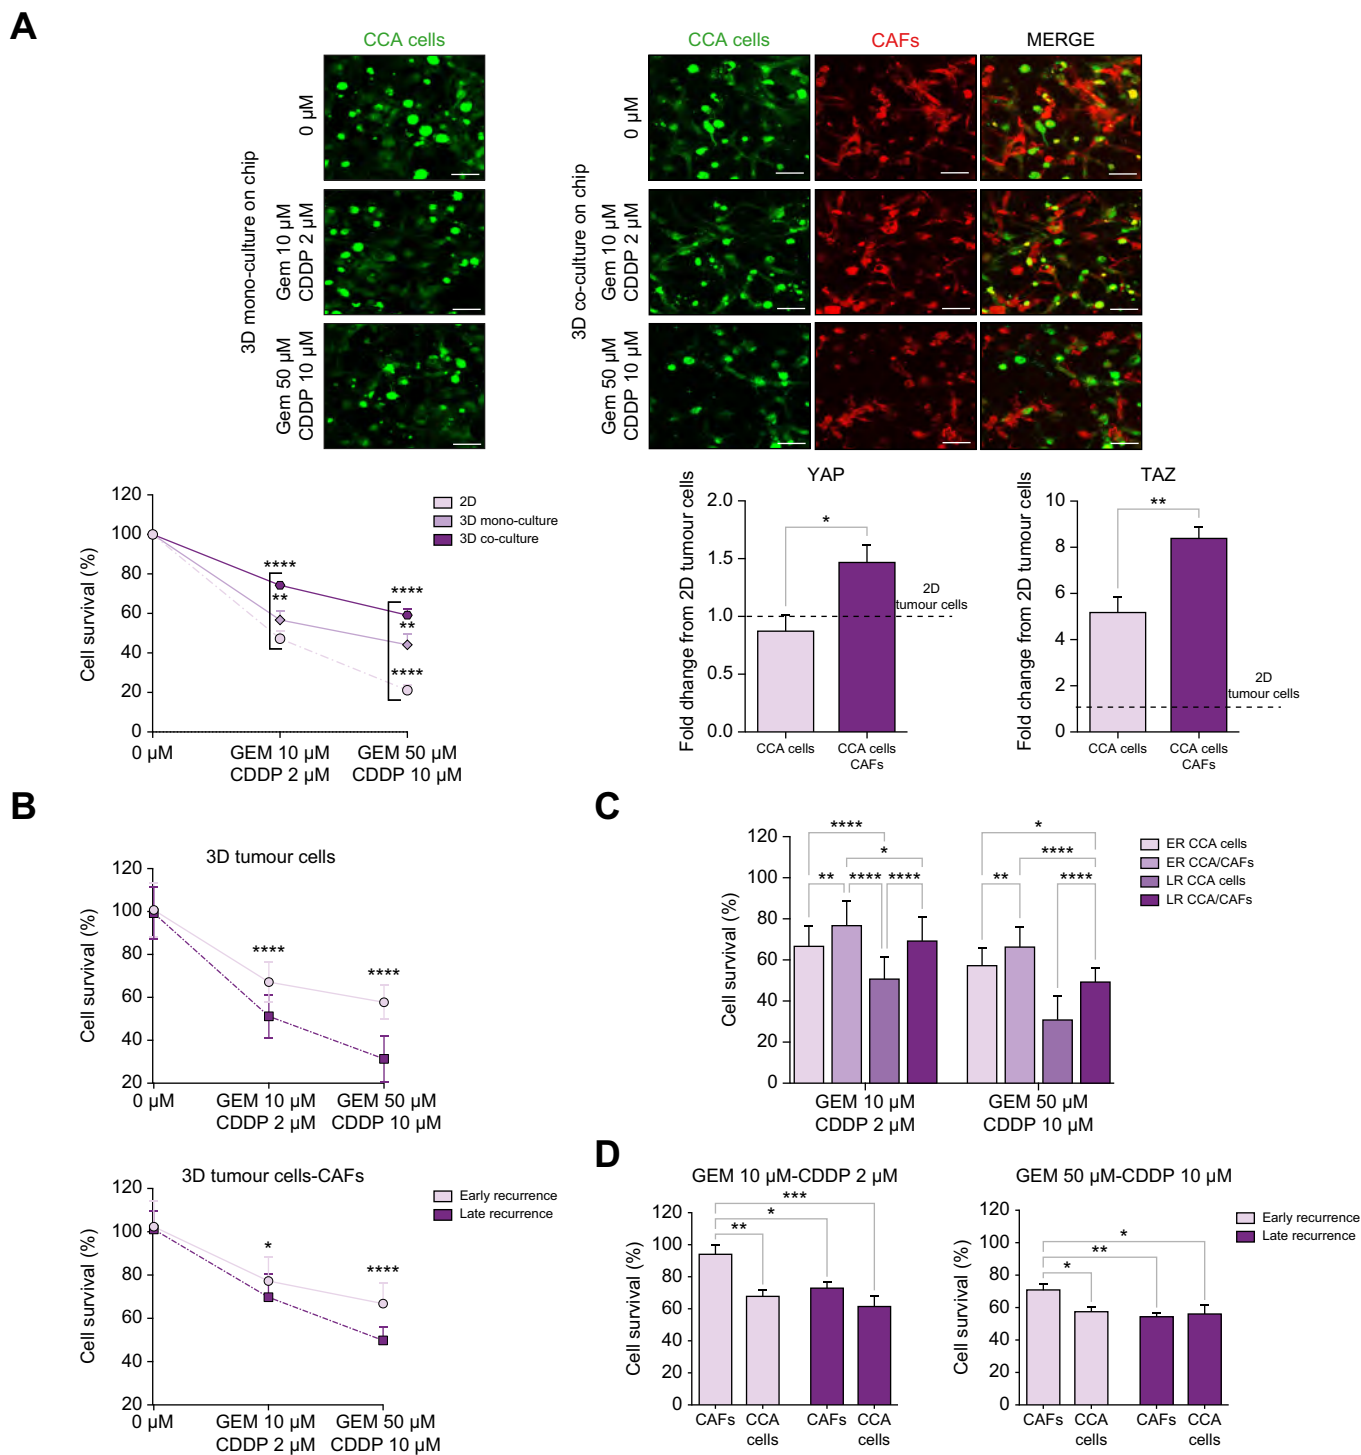 A
CCA cells
CCA cells
CAFs
MERGE
3D mono-culture on chip
0 µM
Gem 10 µM
CDDP 2 µM
Gem 50 µM
CDDP 10 µM
3D co-culture on chip
0 µM
Gem 10 µM
CDDP 2 µM
Gem 50 µM
CDDP 10 µM
Cell survival (%)
120
100
80
60
40
20
0
****
**
****
**
****
2D
3D mono-culture
3D co-culture
0 µM
GEM 10 µM
CDDP 2 µM
GEM 50 µM
CDDP 10 µM
YAP
Fold change from 2D tumour cells
2.0
1.5
1.0
0.5
0.0
*
2D
tumour cells
CCA cells
CCA cells
CAFs
TAZ
Fold change from 2D tumour cells
10
8
6
4
2
0
**
2D
tumour cells
CCA cells
CCA cells
CAFs
B
3D tumour cells
Cell survival (%)
120
100
80
60
40
20
****
****
0 µM
GEM 10 µM
CDDP 2 µM
GEM 50 µM
CDDP 10 µM
3D tumour cells-CAFs
Cell survival (%)
120
100
80
60
40
20
*
****
Early recurrence
Late recurrence
0 µM
GEM 10 µM
CDDP 2 µM
GEM 50 µM
CDDP 10 µM
C
Cell survival (%)
120
100
80
60
40
20
0
****
*
** **** ****
*
****
** ****
ER CCA cells
ER CCA/CAFs
LR CCA cells
LR CCA/CAFs
GEM 10 µM
CDDP 2 µM
GEM 50 µM
CDDP 10 µM
D
GEM 10 µM-CDDP 2 µM
Cell survival (%)
120
100
80
60
40
20
0
***
*
**
CAFs
CCA
cells
CAFs
CCA
cells
GEM 50 µM-CDDP 10 µM
Cell survival (%)
120
100
80
60
40
20
0
*
**
*
CAFs
CCA
cells
CAFs
CCA
cells
Early recurrence
Late recurrence